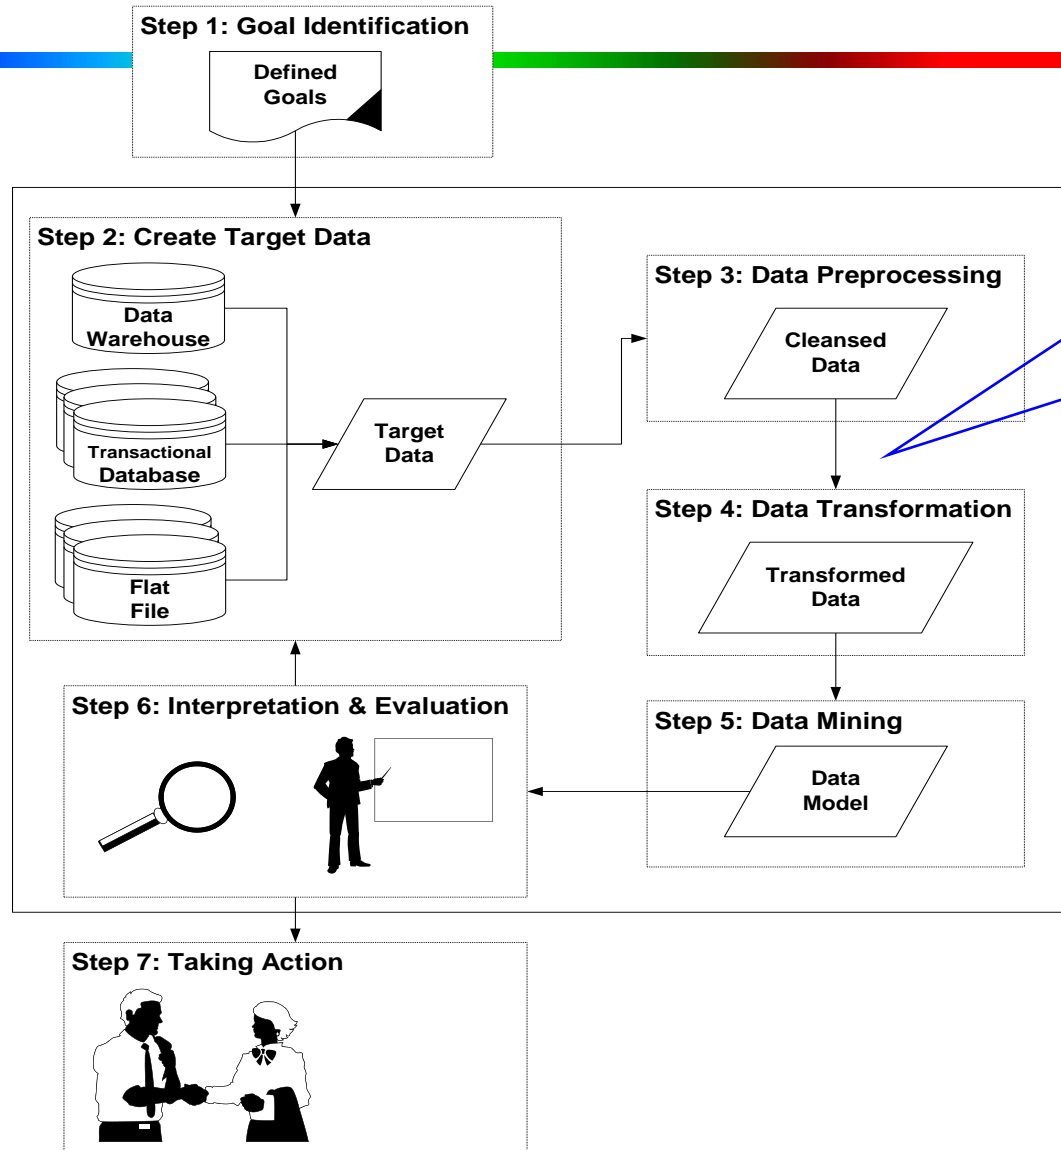 Step 1: Goal Identification
Defined
Goals
Step 2: Create Target Data
Data
Warehouse
Transactional
Database
Flat
File
Target
Data
Step 3: Data Preprocessing
Cleansed
Data
Step 4: Data Transformation
Transformed
Data
Step 5: Data Mining
Data
Model
Step 6: Interpretation & Evaluation
Step 7: Taking Action